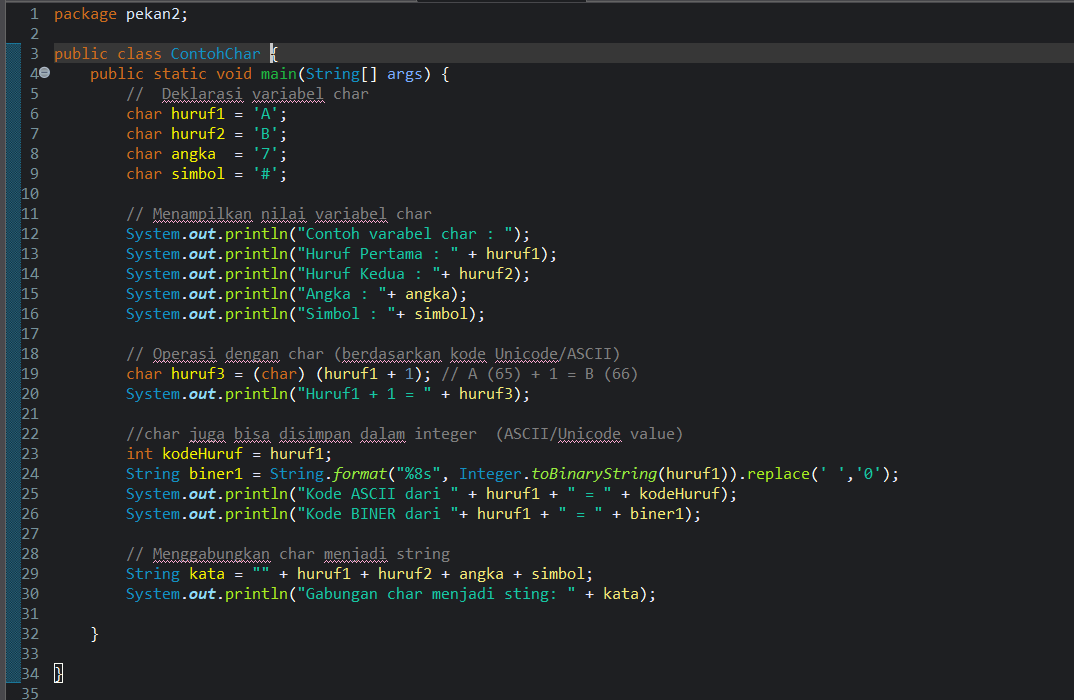 1 package pekan2;
2
3 public class ContohChar {
4 public static void main(String[] args) {
5 //  Deklarasi variabel char
6 char huruf1 = 'A';
7 char huruf2 = 'B';
8 char angka  = '7';
9 char simbol = '#';
10
11 // Menampilkan nilai variabel char
12 System.out.println("Contoh varabel char : ");
13 System.out.println("Huruf Pertama : " + huruf1);
14 System.out.println("Huruf Kedua : "+ huruf2);
15 System.out.println("Angka : "+ angka);
16 System.out.println("Simbol : "+ simbol);
17
18 // Operasi dengan char (berdasarkan kode Unicode/ASCII)
19 char huruf3 = (char) (huruf1 + 1); // A (65) + 1 = B (66)
20 System.out.println("Huruf1 + 1 = " + huruf3);
21
22 //char juga bisa disimpan dalam integer  (ASCII/Unicode value)
23 int kodeHuruf = huruf1;
24 String biner1 = String.format("%8s", Integer.toBinaryString(huruf1)).replace(' ','0');
25 System.out.println("Kode ASCII dari " + huruf1 + " = " + kodeHuruf);
26 System.out.println("Kode BINER dari "+ huruf1 + " = " + biner1);
27
28 // Menggabungkan char menjadi string
29 String kata = "" + huruf1 + huruf2 + angka + simbol;
30 System.out.println("Gabungan char menjadi sting: " + kata);
31
32 }
33
34 }
35